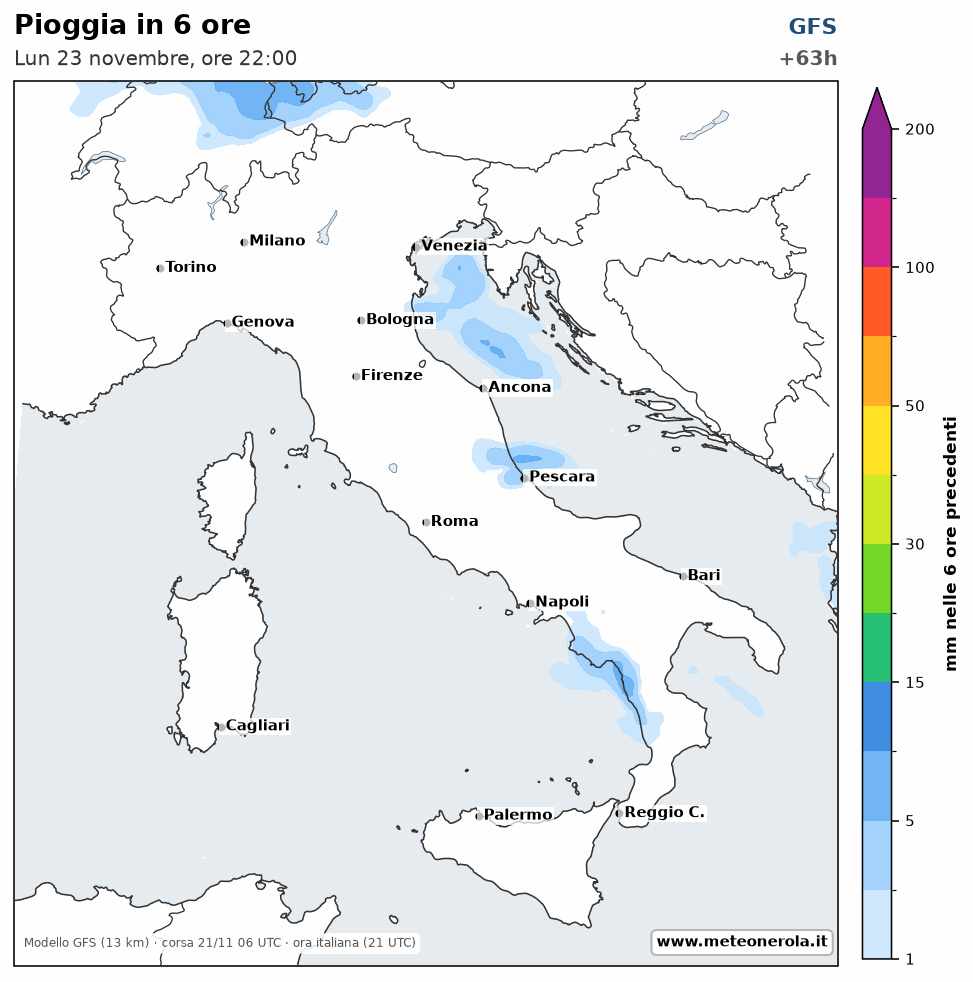 Pioggia in 6 ore
GFS
Lun 23 novembre, ore 22:00
+63h
Milano
Venezia
Torino
Genova
Bologna
Firenze
Ancona
Pescara
Roma
Bari
Napoli
Cagliari
Palermo
Reggio C.
200
100
50
30
15
5
1
mm nelle 6 ore precedenti
Modello GFS (13 km) · corsa 21/11 06 UTC · ora italiana (21 UTC)
www.meteonerola.it